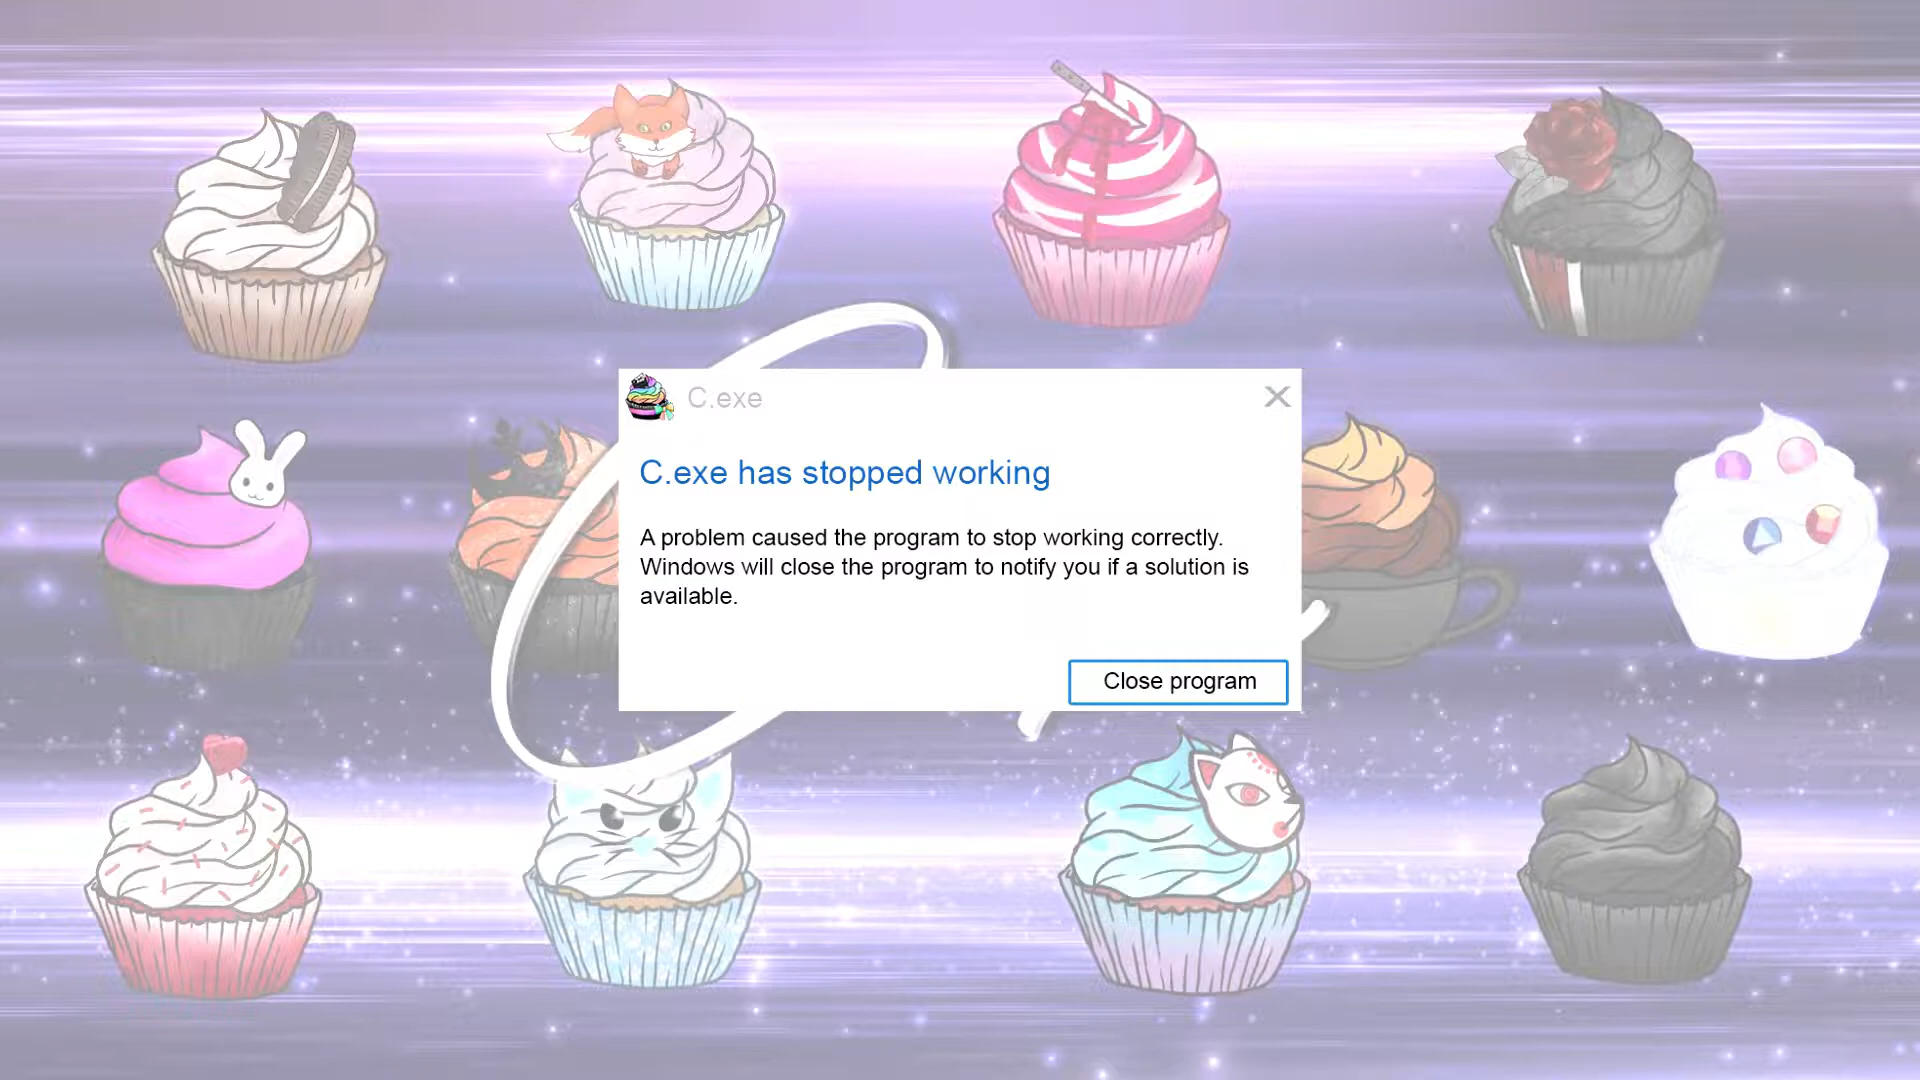 C.exe
C.exe has stopped working
A problem caused the program to stop working correctly.
Windows will close the program to notify you if a solution is
available.
Close program